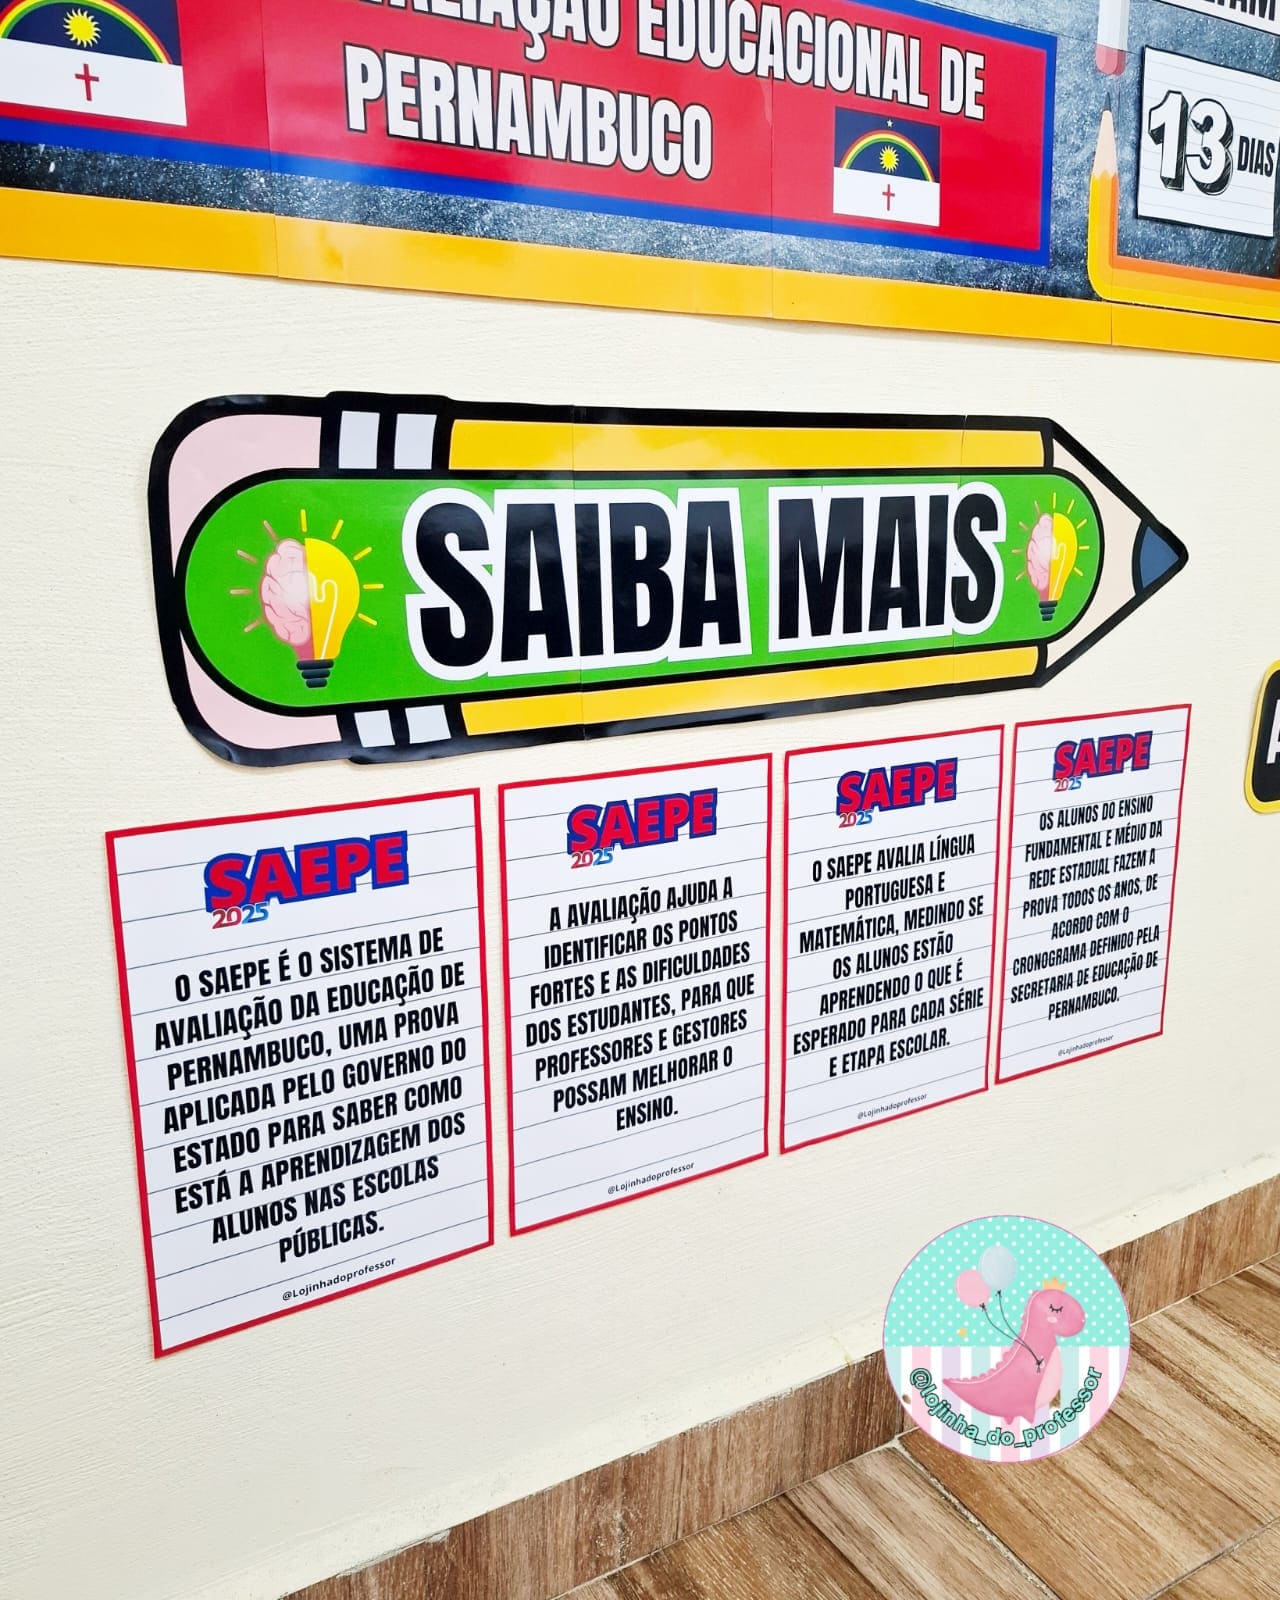 EDUCACIONAL DE
PERNAMBUCO
13 DIAS
SAIBA MAIS
SAEPE
2025
O SAEPE É O SISTEMA DE
AVALIAÇÃO DA EDUCAÇÃO DE
PERNAMBUCO, UMA PROVA
APLICADA PELO GOVERNO DO
ESTADO PARA SABER COMO
ESTÁ A APRENDIZAGEM DOS
ALUNOS NAS ESCOLAS
PÚBLICAS.
@Lojinhadoprofessor
SAEPE
2025
A AVALIAÇÃO AJUDA A
IDENTIFICAR OS PONTOS
FORTES E AS DIFICULDADES
DOS ESTUDANTES, PARA QUE
PROFESSORES E GESTORES
POSSAM MELHORAR O
ENSINO.
@Lojinhadoprofessor
SAEPE
2025
O SAEPE AVALIA LÍNGUA
PORTUGUESA E
MATEMÁTICA, MEDINDO SE
OS ALUNOS ESTÃO
APRENDENDO O QUE É
ESPERADO PARA CADA SÉRIE
E ETAPA ESCOLAR.
@Lojinhadoprofessor
SAEPE
2025
OS ALUNOS DO ENSINO
FUNDAMENTAL E MÉDIO DA
REDE ESTADUAL FAZEM A
PROVA TODOS OS ANOS, DE
ACORDO COM O
CRONOGRAMA DEFINIDO PELA
SECRETARIA DE EDUCAÇÃO DE
PERNAMBUCO.
@Lojinhadoprofessor
@lojinha_do_professor